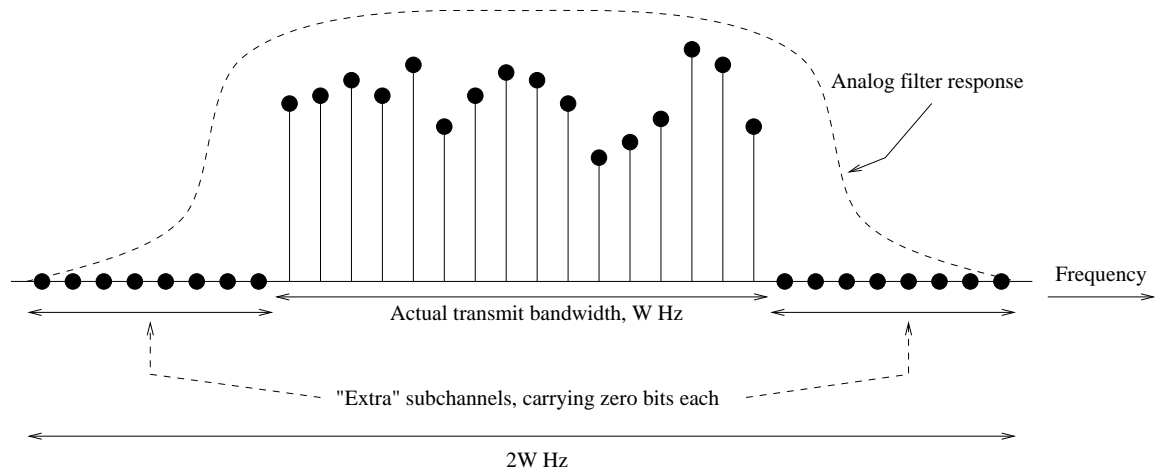 Analog filter response
Frequency
Actual transmit bandwidth, W Hz
"Extra" subchannels, carrying zero bits each
2W Hz